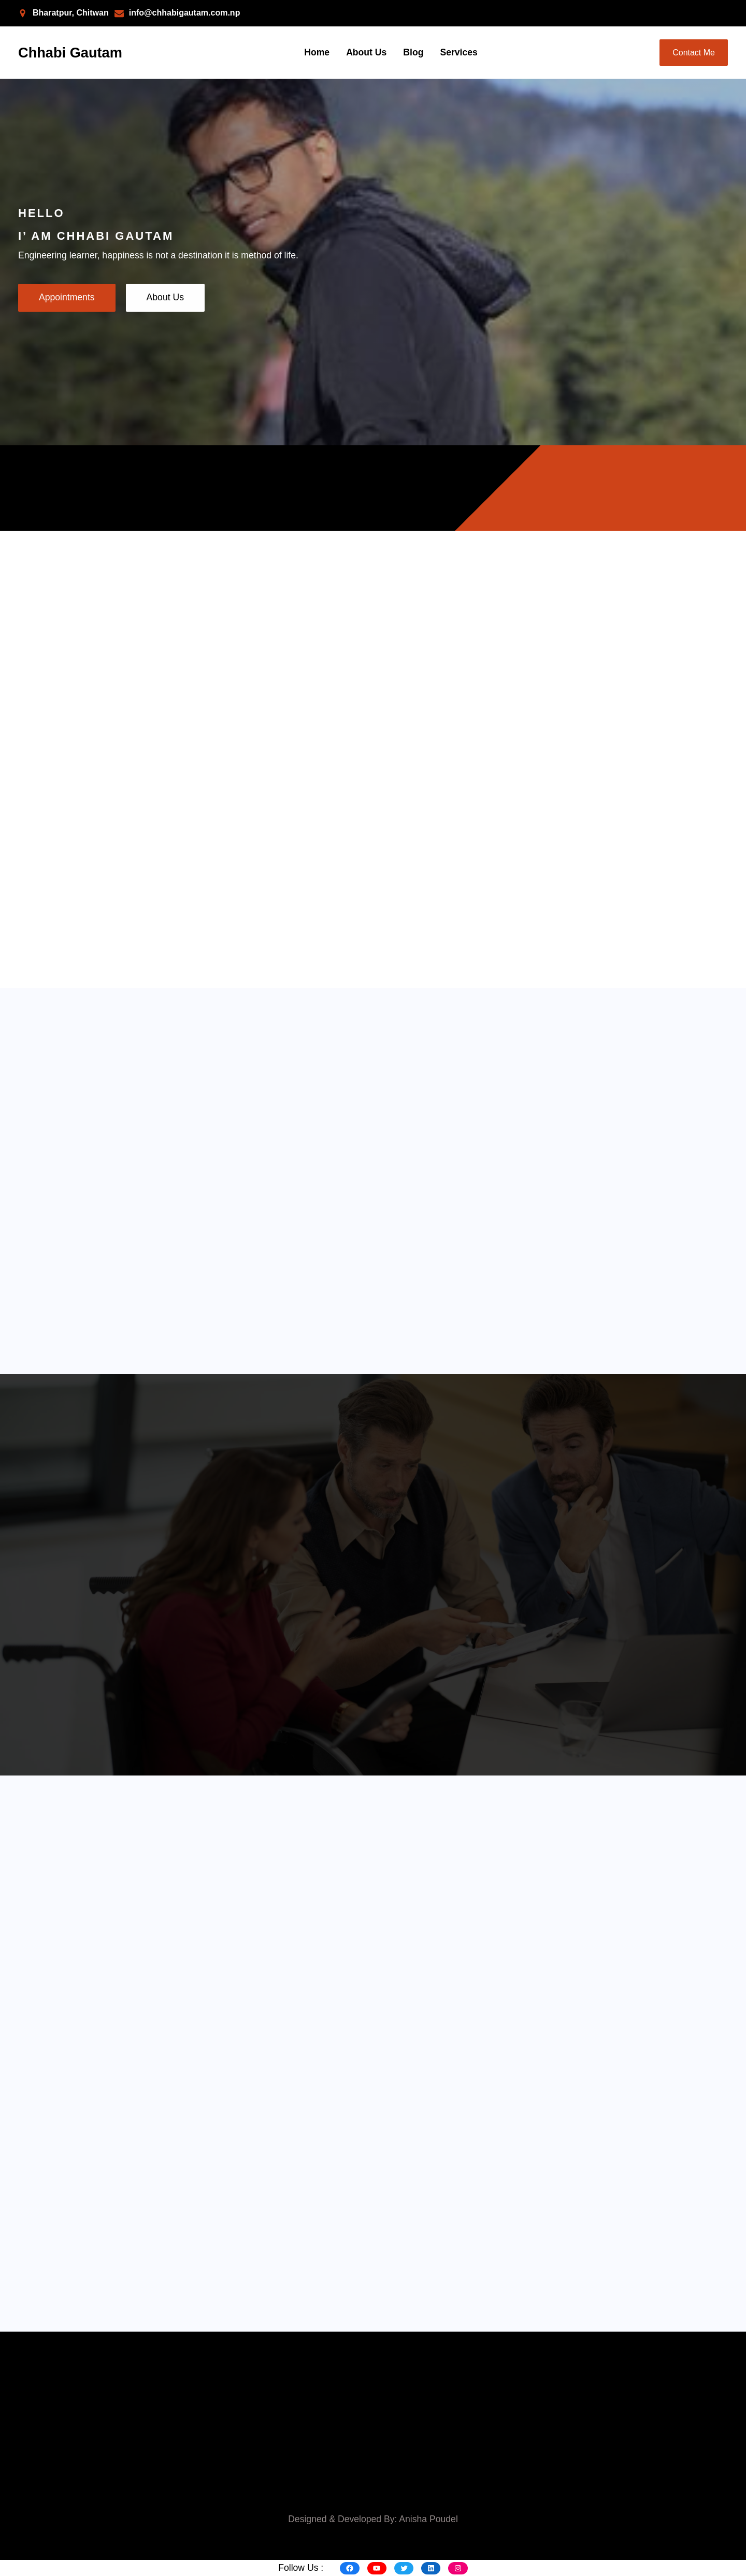 Bharatpur, Chitwan info@chhabigautam.com.np
Chhabi Gautam
Home About Us Blog Services
Contact Me
HELLO
I’ AM CHHABI GAUTAM
Engineering learner, happiness is not a destination it is method of life.
Appointments About Us
Designed & Developed By: Anisha Poudel
Follow Us :